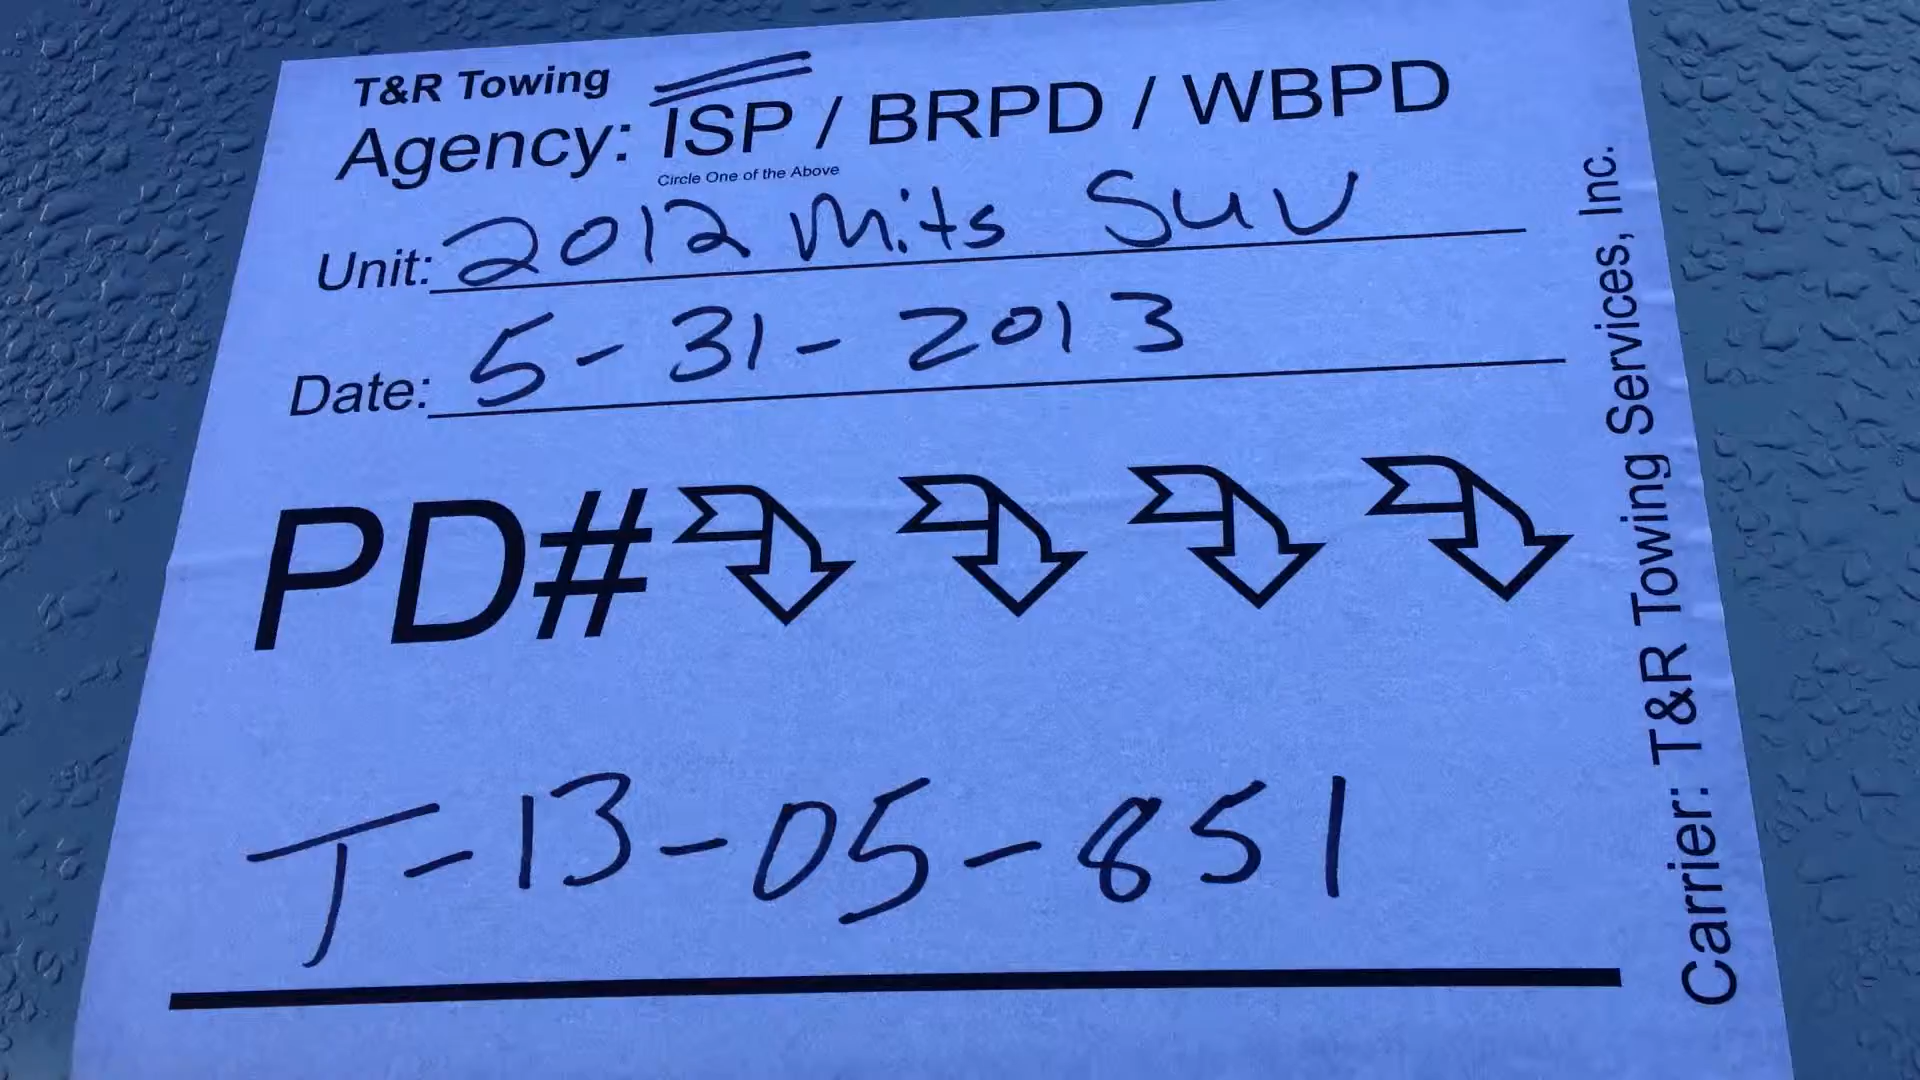 T&R Towing
Agency: ISP / BRPD / WBPD
Circle One of the Above
Unit: 2012 Mits Suv
Date: 5-31-2013
PD#
T-13-05-851
Carrier: T&R Towing Services, Inc.